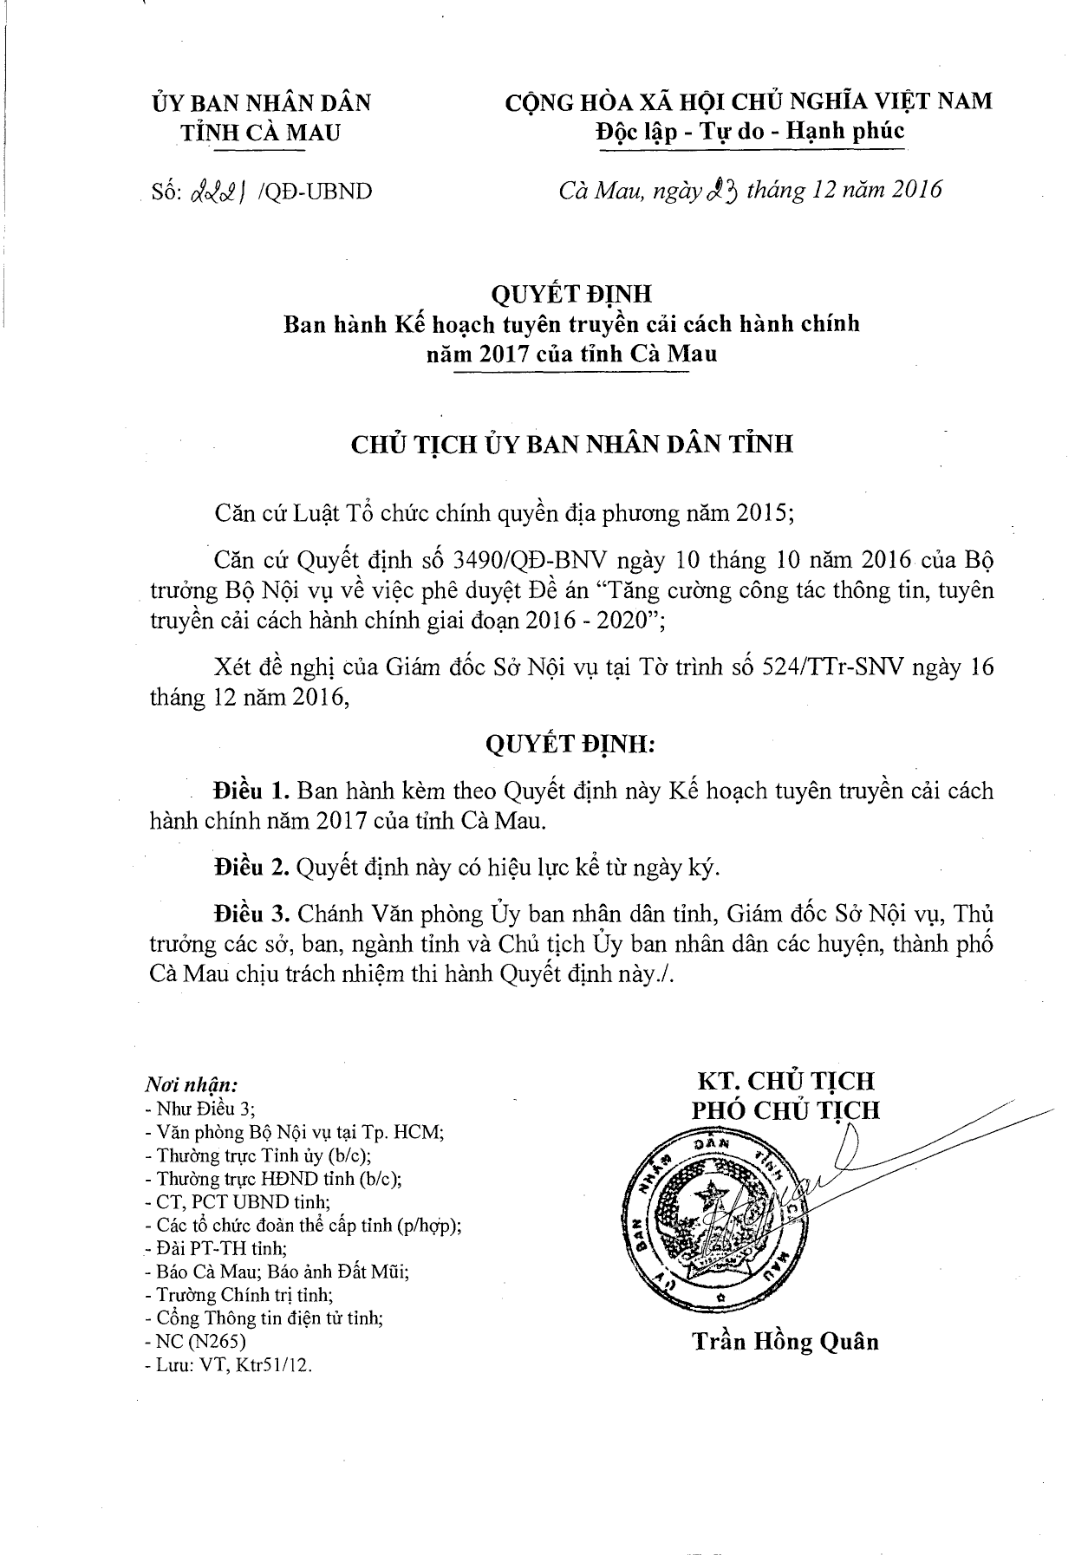 ỦY BAN NHÂN DÂN
TỈNH CÀ MAU
CỘNG HÒA XÃ HỘI CHỦ NGHĨA VIỆT NAM
Độc lập - Tự do - Hạnh phúc
Số: 2221 /QĐ-UBND
Cà Mau, ngày 23 tháng 12 năm 2016
QUYẾT ĐỊNH
Ban hành Kế hoạch tuyên truyền cải cách hành chính
năm 2017 của tỉnh Cà Mau
CHỦ TỊCH ỦY BAN NHÂN DÂN TỈNH
Căn cứ Luật Tổ chức chính quyền địa phương năm 2015;
Căn cứ Quyết định số 3490/QĐ-BNV ngày 10 tháng 10 năm 2016 của Bộ
trưởng Bộ Nội vụ về việc phê duyệt Đề án “Tăng cường công tác thông tin, tuyên
truyền cải cách hành chính giai đoạn 2016 - 2020”;
Xét đề nghị của Giám đốc Sở Nội vụ tại Tờ trình số 524/TTr-SNV ngày 16
tháng 12 năm 2016,
QUYẾT ĐỊNH:
Điều 1. Ban hành kèm theo Quyết định này Kế hoạch tuyên truyền cải cách
hành chính năm 2017 của tỉnh Cà Mau.
Điều 2. Quyết định này có hiệu lực kể từ ngày ký.
Điều 3. Chánh Văn phòng Ủy ban nhân dân tỉnh, Giám đốc Sở Nội vụ, Thủ
trưởng các sở, ban, ngành tỉnh và Chủ tịch Ủy ban nhân dân các huyện, thành phố
Cà Mau chịu trách nhiệm thi hành Quyết định này./.
Nơi nhận:
- Như Điều 3;
- Văn phòng Bộ Nội vụ tại Tp. HCM;
- Thường trực Tỉnh ủy (b/c);
- Thường trực HĐND tỉnh (b/c);
- CT, PCT UBND tỉnh;
- Các tổ chức đoàn thể cấp tỉnh (p/hợp);
- Đài PT-TH tỉnh;
- Báo Cà Mau; Báo ảnh Đất Mũi;
- Trường Chính trị tỉnh;
- Cổng Thông tin điện tử tỉnh;
- NC (N265)
- Lưu: VT, Ktr51/12.
KT. CHỦ TỊCH
PHÓ CHỦ TỊCH
ỦY BAN NHÂN DÂN TỈNH CÀ MAU
Trần Hồng Quân